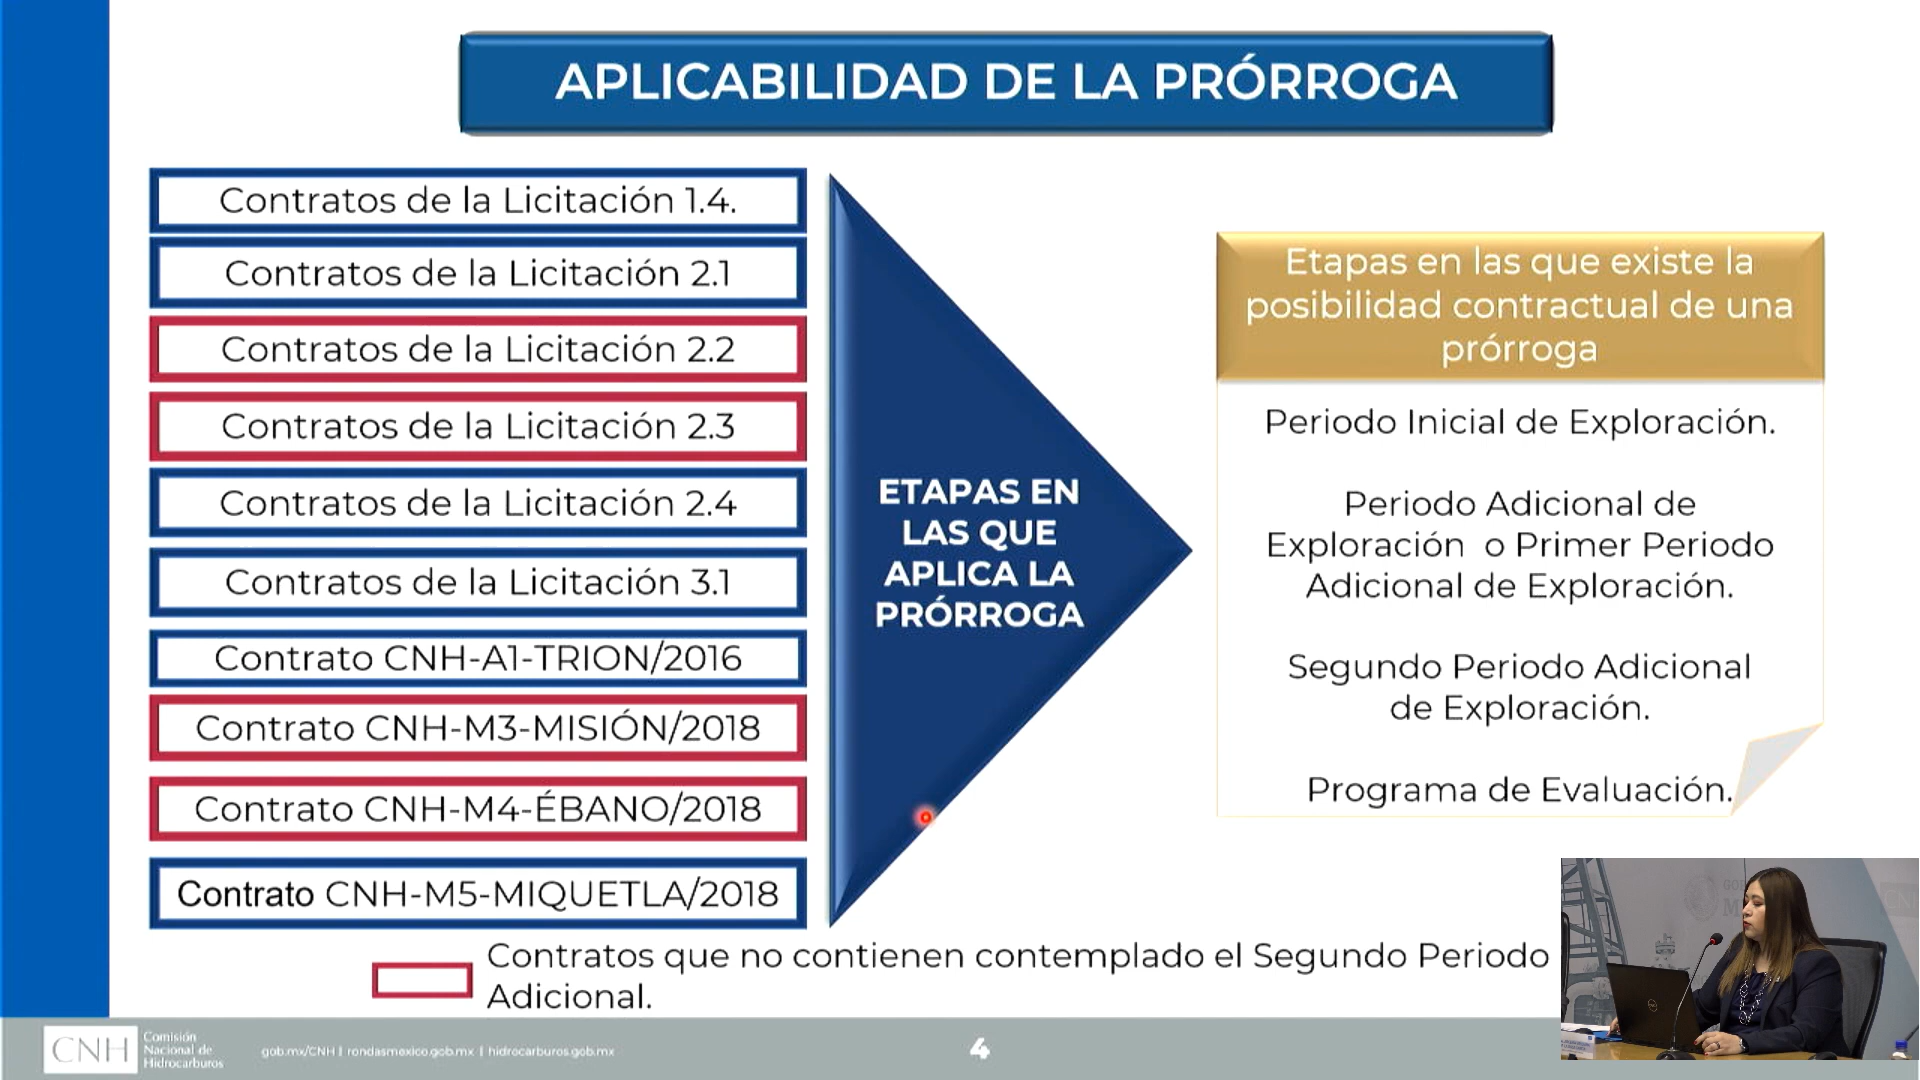 APLICABILIDAD DE LA PRÓRROGA
Contratos de la Licitación 1.4.
Contratos de la Licitación 2.1
Contratos de la Licitación 2.2
Contratos de la Licitación 2.3
Contratos de la Licitación 2.4
Contratos de la Licitación 3.1
Contrato CNH-A1-TRION/2016
Contrato CNH-M3-MISIÓN/2018
Contrato CNH-M4-ÉBANO/2018
Contrato CNH-M5-MIQUETLA/2018
ETAPAS EN
LAS QUE
APLICA LA
PRÓRROGA
Etapas en las que existe la
posibilidad contractual de una
prórroga
Periodo Inicial de Exploración.
Periodo Adicional de
Exploración o Primer Periodo
Adicional de Exploración.
Segundo Periodo Adicional
de Exploración.
Programa de Evaluación.
Contratos que no contienen contemplado el Segundo Periodo
Adicional.
CNH
Comisión
Nacional de
Hidrocarburos
gob.mx/CNH | rondasmexico.gob.mx | hidrocarburos.gob.mx
4